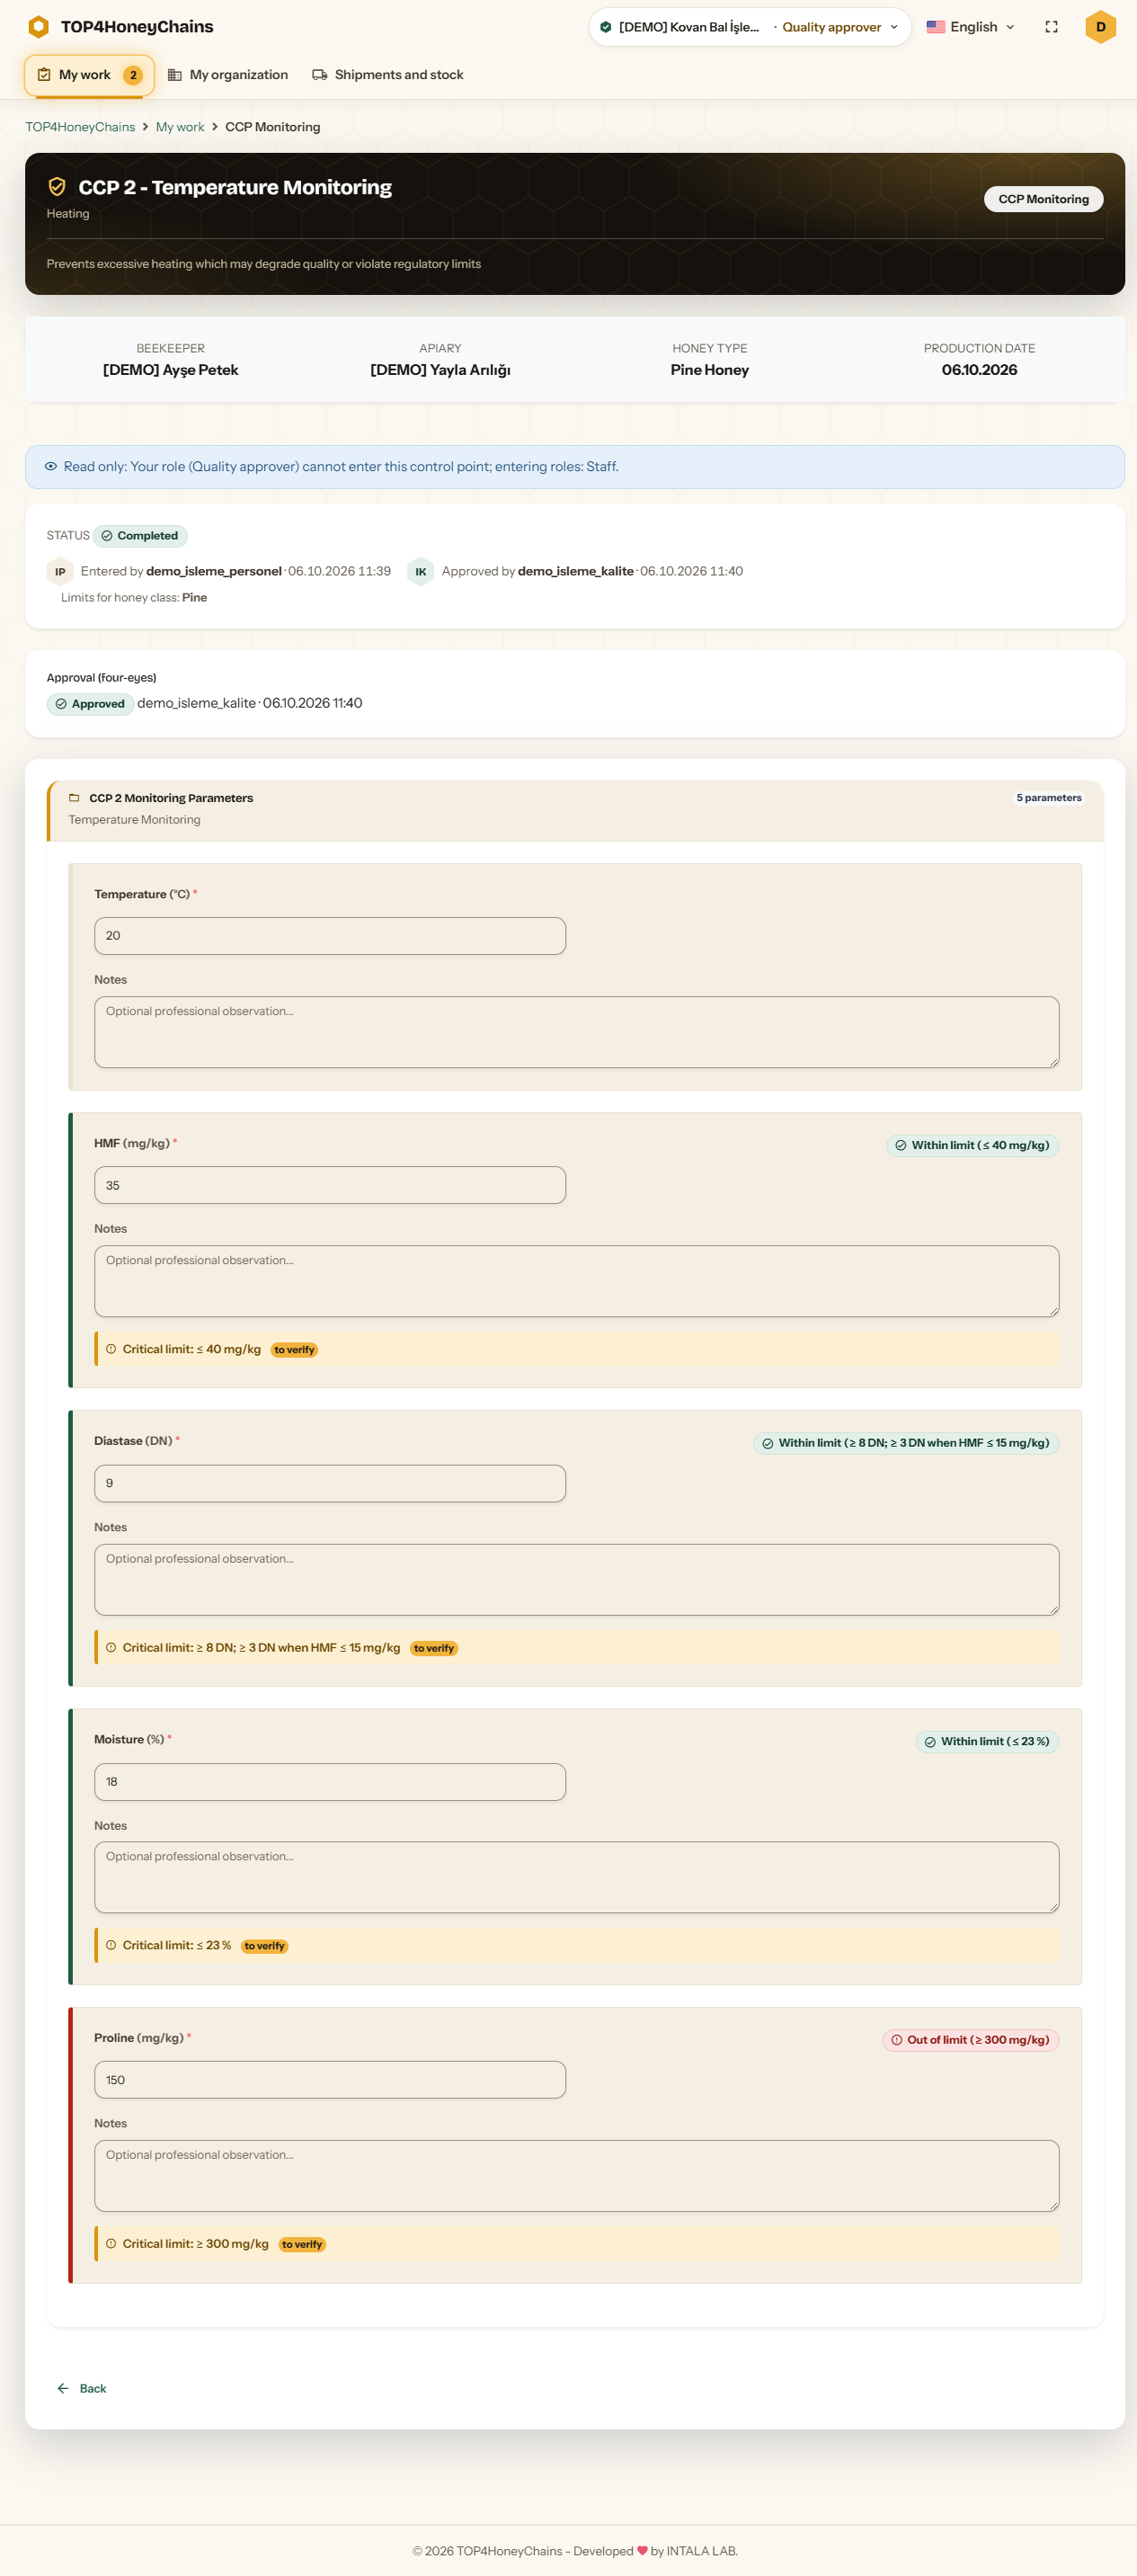 TOP4HoneyChains
[DEMO] Kovan Bal İşle... · Quality approver
English
D
My work 2
My organization
Shipments and stock
TOP4HoneyChains > My work > CCP Monitoring
CCP 2 - Temperature Monitoring
Heating
CCP Monitoring
Prevents excessive heating which may degrade quality or violate regulatory limits
BEEKEEPER
[DEMO] Ayşe Petek
APIARY
[DEMO] Yayla Arılığı
HONEY TYPE
Pine Honey
PRODUCTION DATE
06.10.2026
Read only: Your role (Quality approver) cannot enter this control point; entering roles: Staff.
STATUS Completed
IP Entered by demo_isleme_personel · 06.10.2026 11:39 IK Approved by demo_isleme_kalite · 06.10.2026 11:40
Limits for honey class: Pine
Approval (four-eyes)
Approved demo_isleme_kalite · 06.10.2026 11:40
CCP 2 Monitoring Parameters
5 parameters
Temperature Monitoring
Temperature (°C) *
20
Notes
Optional professional observation...
HMF (mg/kg) *
Within limit (≤ 40 mg/kg)
35
Notes
Optional professional observation...
Critical limit: ≤ 40 mg/kg to verify
Diastase (DN) *
Within limit (≥ 8 DN; ≥ 3 DN when HMF ≤ 15 mg/kg)
9
Notes
Optional professional observation...
Critical limit: ≥ 8 DN; ≥ 3 DN when HMF ≤ 15 mg/kg to verify
Moisture (%) *
Within limit (≤ 23 %)
18
Notes
Optional professional observation...
Critical limit: ≤ 23 % to verify
Proline (mg/kg) *
Out of limit (≥ 300 mg/kg)
150
Notes
Optional professional observation...
Critical limit: ≥ 300 mg/kg to verify
Back
© 2026 TOP4HoneyChains - Developed ❤ by INTALA LAB.